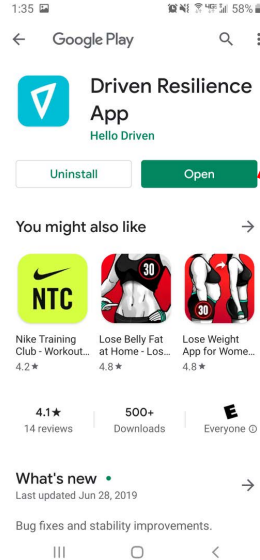 1:35 58%
Google Play
Driven Resilience
App
Hello Driven
Uninstall Open
You might also like
NTC 30 30
Nike Training Lose Belly Fat Lose Weight
Club - Workout... at Home - Los... App for Wome...
4.2★ 4.8★ 4.8★
4.1★ 500+ E
14 reviews Downloads Everyone
What's new •
Last updated Jun 28, 2019
Bug fixes and stability improvements.